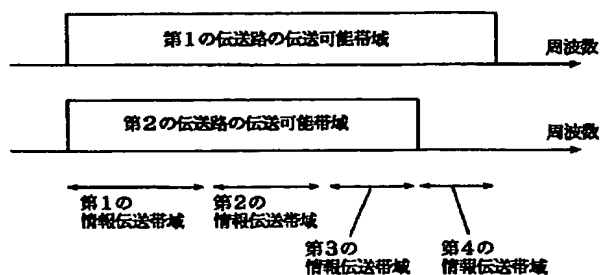 第1の伝送路の伝送可能帯域
周波数
第2の伝送路の伝送可能帯域
周波数
第1の
情報伝送帯域
第2の
情報伝送帯域
第3の
情報伝送帯域
第4の
情報伝送帯域